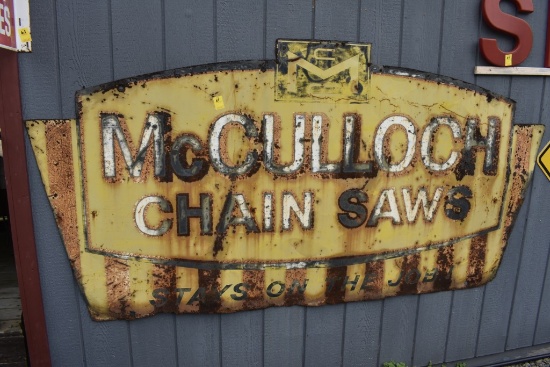 McCULLOCH
CHAIN SAWS
STAYS ON THE JOB